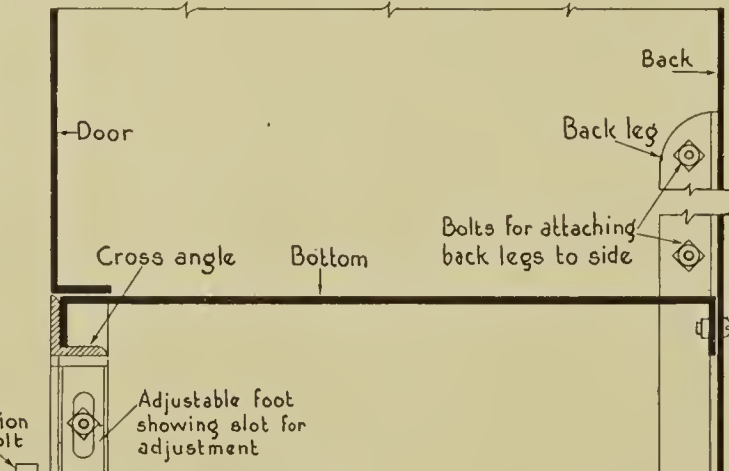 Back
Door
Back leg
Bolts for attaching
back legs to side
Cross angle
Bottom
Adjustable foot
showing slot for
adjustment